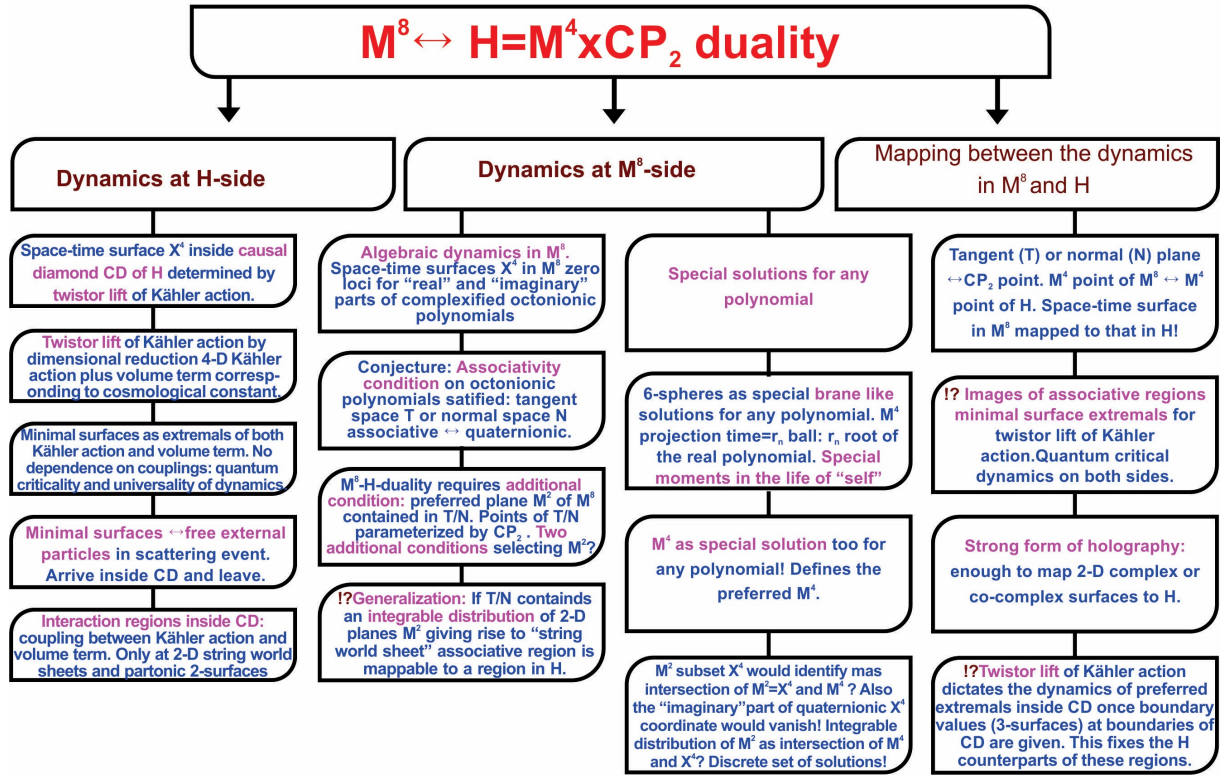 M⁸↔ H=M⁴xCP₂ duality
Dynamics at H-side
Space-time surface X⁴ inside causal
diamond CD of H determined by
twistor lift of Kähler action.
Twistor lift of Kähler action by
dimensional reduction 4-D Kähler
action plus volume term corresp-
onding to cosmological constant.
Minimal surfaces as extremals of both
Kähler action and volume term. No
dependence on couplings: quantum
criticality and universality of dynamics
Minimal surfaces ↔free external
particles in scattering event.
Arrive inside CD and leave.
Interaction regions inside CD:
coupling between Kähler action and
volume term. Only at 2-D string world
sheets and partonic 2-surfaces
Dynamics at M⁸-side
Algebraic dynamics in M⁸.
Space-time surfaces X⁴ in M⁸ zero
loci for “real” and “imaginary”
parts of complexified octonionic
polynomials
Conjecture: Associativity
condition on octonionic
polynomials satified: tangent
space T or normal space N
associative ↔ quaternionic.
M⁸-H-duality requires additional
condition: preferred plane M² of M⁸
contained in T/N. Points of T/N
parameterized by CP₂ . Two
additional conditions selecting M²?
!?Generalization: If T/N containds
an integrable distribution of 2-D
planes M² giving rise to “string
world sheet” associative region is
mappable to a region in H.
Special solutions for any
polynomial
6-spheres as special brane like
solutions for any polynomial. M⁴
projection time=rₙ ball: rₙ root of
the real polynomial. Special
moments in the life of “self”
M⁴ as special solution too for
any polynomial! Defines the
preferred M⁴.
M² subset X⁴ would identify mas
intersection of M²=X⁴ and M⁴ ? Also
the “imaginary”part of quaternionic X⁴
coordinate would vanish! Integrable
distribution of M² as intersection of M⁴
and X⁴? Discrete set of solutions!
Mapping between the dynamics
in M⁸ and H
Tangent (T) or normal (N) plane
↔CP₂ point. M⁴ point of M⁸ ↔ M⁴
point of H. Space-time surface
in M⁸ mapped to that in H!
!? Images of associative regions
minimal surface extremals for
twistor lift of Kähler
action.Quantum critical
dynamics on both sides.
Strong form of holography:
enough to map 2-D complex or
co-complex surfaces to H.
!?Twistor lift of Kähler action
dictates the dynamics of preferred
extremals inside CD once boundary
values (3-surfaces) at boundaries of
CD are given. This fixes the H
counterparts of these regions.